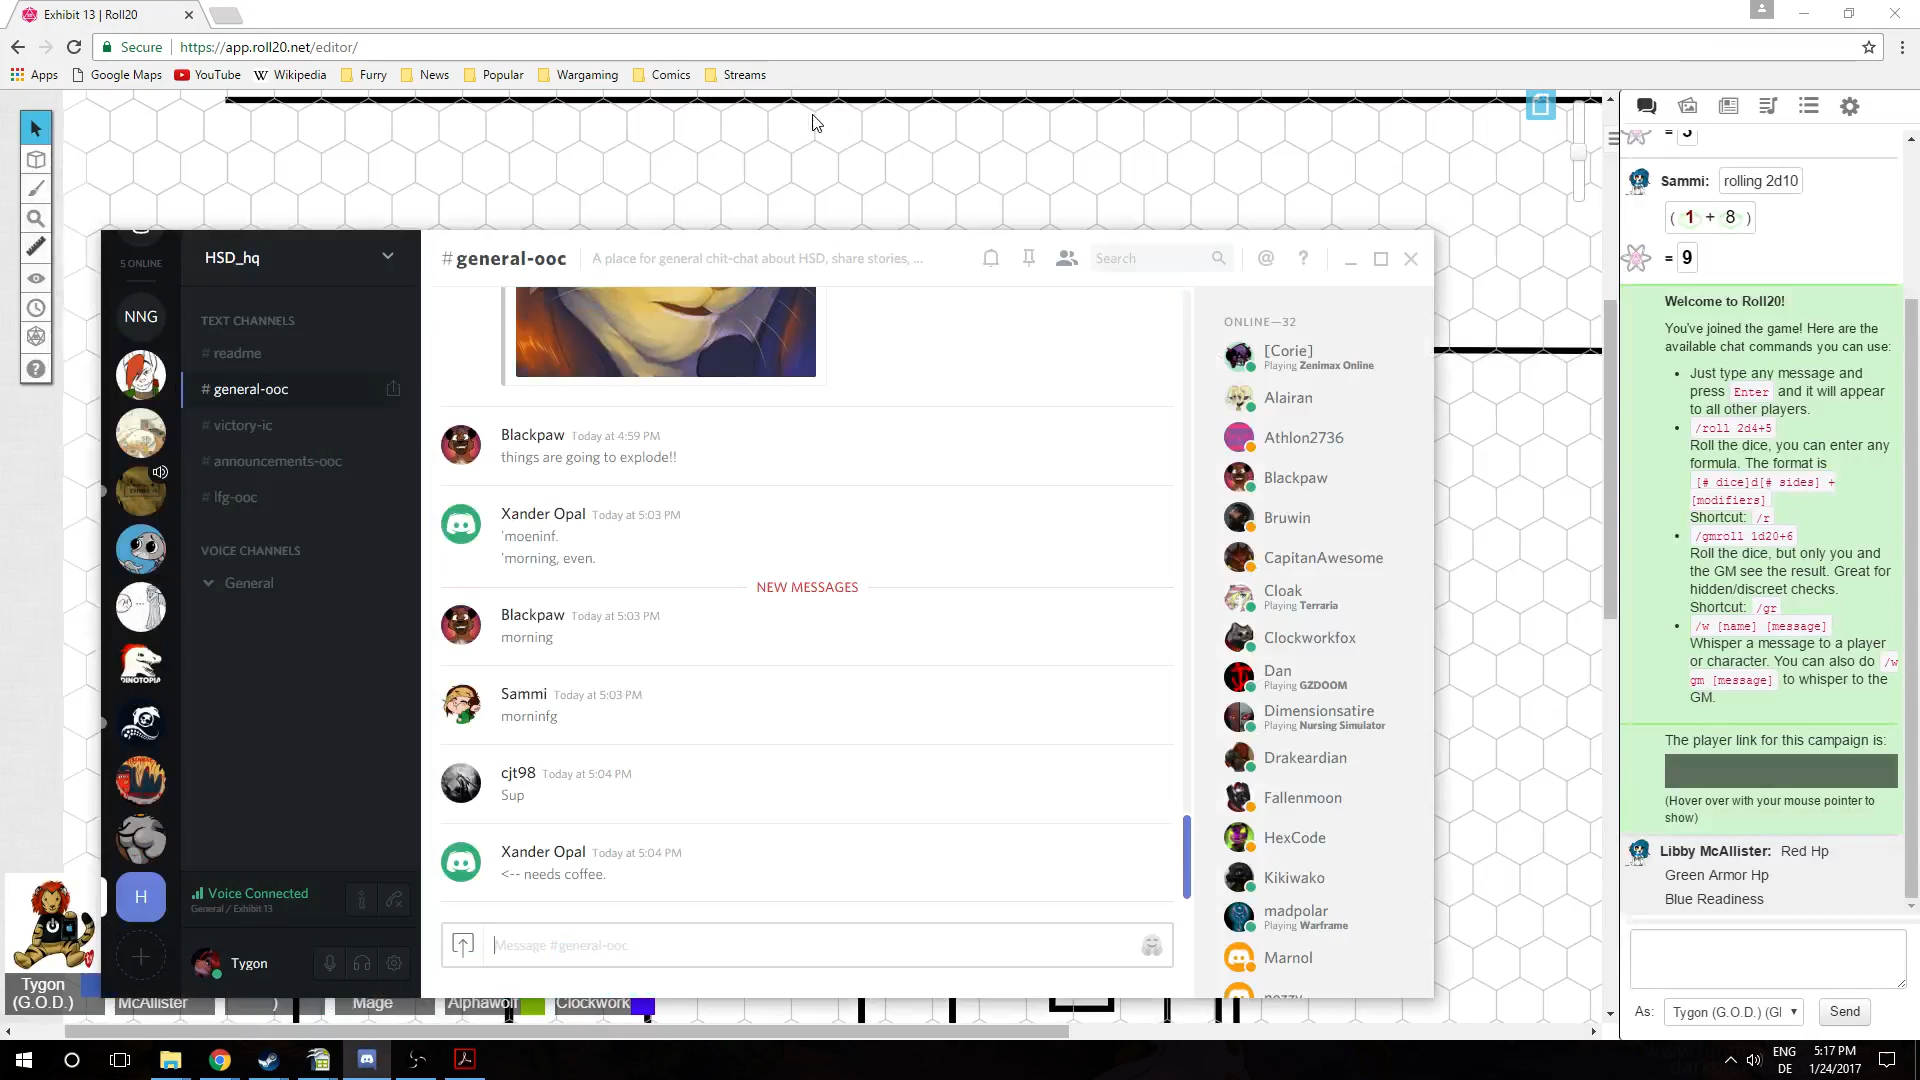 Exhibit 13 | Roll20
Secure https://app.roll20.net/editor/
Apps Google Maps YouTube Wikipedia Furry News Popular Wargaming Comics Streams
5 ONLINE
NNG
DINOTOPIA
H
HSD_hq
TEXT CHANNELS
# readme
# general-ooc
# victory-ic
# announcements-ooc
# lfg-ooc
VOICE CHANNELS
General
Voice Connected
General / Exhibit 13
Tygon
#general-ooc A place for general chit-chat about HSD, share stories, ...
Search
Blackpaw Today at 4:59 PM
things are going to explode!!
Xander Opal Today at 5:03 PM
'moeninf.
'morning, even.
NEW MESSAGES
Blackpaw Today at 5:03 PM
morning
Sammi Today at 5:03 PM
morninfg
cjt98 Today at 5:04 PM
Sup
Xander Opal Today at 5:04 PM
<-- needs coffee.
Message #general-ooc
ONLINE—32
[Corie]
Playing Zenimax Online
Alairan
Athlon2736
Blackpaw
Bruwin
CapitanAwesome
Cloak
Playing Terraria
Clockworkfox
Dan
Playing GZDOOM
Dimensionsatire
Playing Nursing Simulator
Drakeardian
Fallenmoon
HexCode
Kikiwako
madpolar
Playing Warframe
Marnol
Tygon
(G.O.D.)
McAllister
)
Mage
Alphawolf
Clockwork
= 5
Sammi: rolling 2d10
( 1 + 8 )
= 9
Welcome to Roll20!
You've joined the game! Here are the
available chat commands you can use:
• Just type any message and
press Enter and it will appear
to all other players.
• /roll 2d4+5
Roll the dice, you can enter any
formula. The format is
[# dice]d[# sides] +
[modifiers]
Shortcut: /r
• /gmroll 1d20+6
Roll the dice, but only you and
the GM see the result. Great for
hidden/discreet checks.
Shortcut: /gr
• /w [name] [message]
Whisper a message to a player
or character. You can also do /w
gm [message] to whisper to the
GM.
The player link for this campaign is:
(Hover over with your mouse pointer to
show)
Libby McAllister: Red Hp
Green Armor Hp
Blue Readiness
As: Tygon (G.O.D.) (GI Send
ENG
DE
5:17 PM
1/24/2017